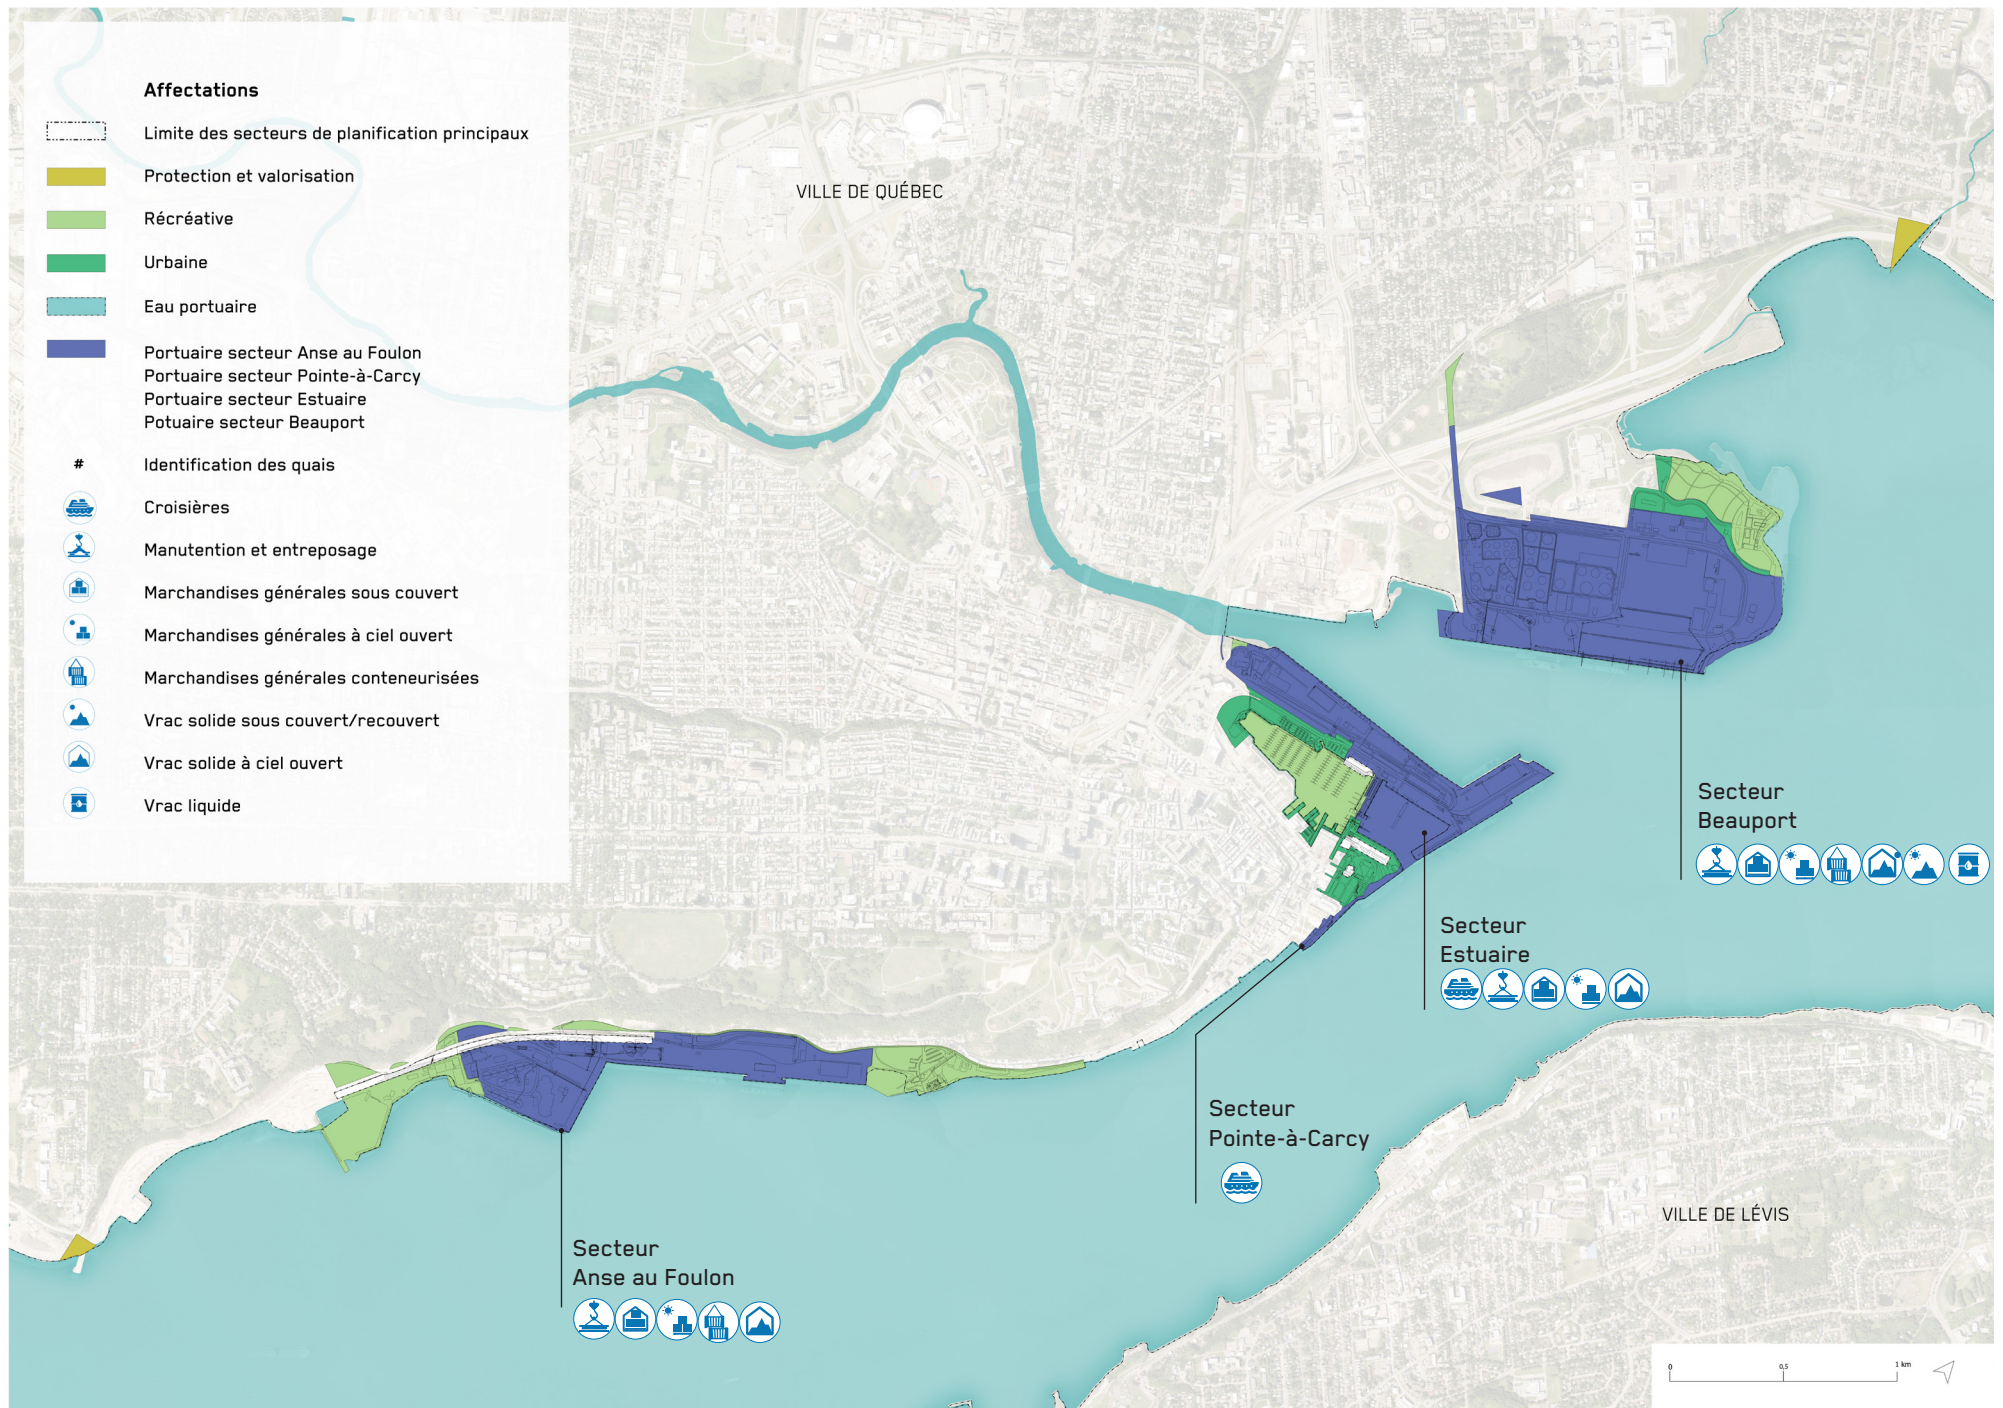 Affectations
Limite des secteurs de planification principaux
Protection et valorisation
Récréative
Urbaine
Eau portuaire
Portuaire secteur Anse au Foulon
Portuaire secteur Pointe-à-Carcy
Portuaire secteur Estuaire
Potuaire secteur Beauport
# Identification des quais
Croisières
Manutention et entreposage
Marchandises générales sous couvert
Marchandises générales à ciel ouvert
Marchandises générales conteneurisées
Vrac solide sous couvert/recouvert
Vrac solide à ciel ouvert
Vrac liquide
VILLE DE QUÉBEC
Secteur
Beauport
Secteur
Estuaire
Secteur
Pointe-à-Carcy
VILLE DE LÉVIS
Secteur
Anse au Foulon
0 0,5 1 km